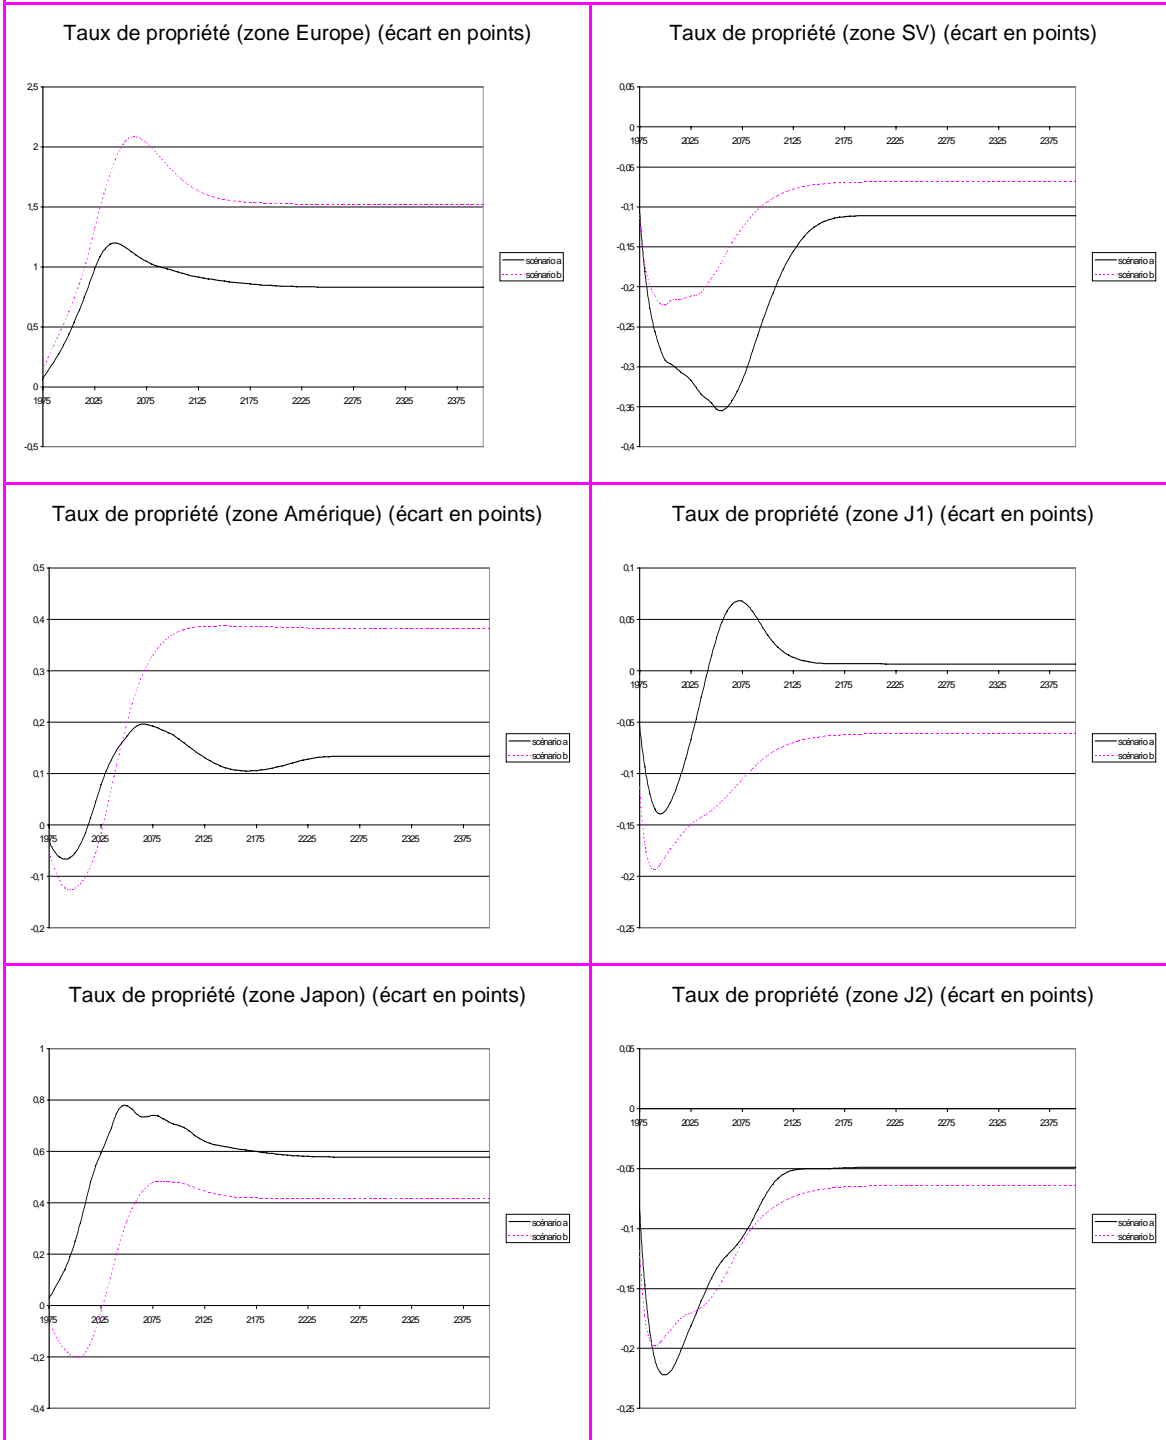 Taux de propriété (zone Europe) (écart en points)
2,5
2
1,5
1
0,5
0
-0,5
1975 2025 2075 2125 2175 2225 2275 2325 2375
scénario a
scénario b
Taux de propriété (zone SV) (écart en points)
0,05
0
-0,05
-0,1
-0,15
-0,2
-0,25
-0,3
-0,35
-0,4
1975 2025 2075 2125 2175 2225 2275 2325 2375
scénario a
scénario b
Taux de propriété (zone Amérique) (écart en points)
0,5
0,4
0,3
0,2
0,1
0
-0,1
-0,2
1975 2025 2075 2125 2175 2225 2275 2325 2375
scénario a
scénario b
Taux de propriété (zone J1) (écart en points)
0,1
0,05
0
-0,05
-0,1
-0,15
-0,2
-0,25
1975 2025 2075 2125 2175 2225 2275 2325 2375
scénario a
scénario b
Taux de propriété (zone Japon) (écart en points)
1
0,8
0,6
0,4
0,2
0
-0,2
-0,4
1975 2025 2075 2125 2175 2225 2275 2325 2375
scénario a
scénario b
Taux de propriété (zone J2) (écart en points)
0,05
0
-0,05
-0,1
-0,15
-0,2
-0,25
1975 2025 2075 2125 2175 2225 2275 2325 2375
scénario a
scénario b